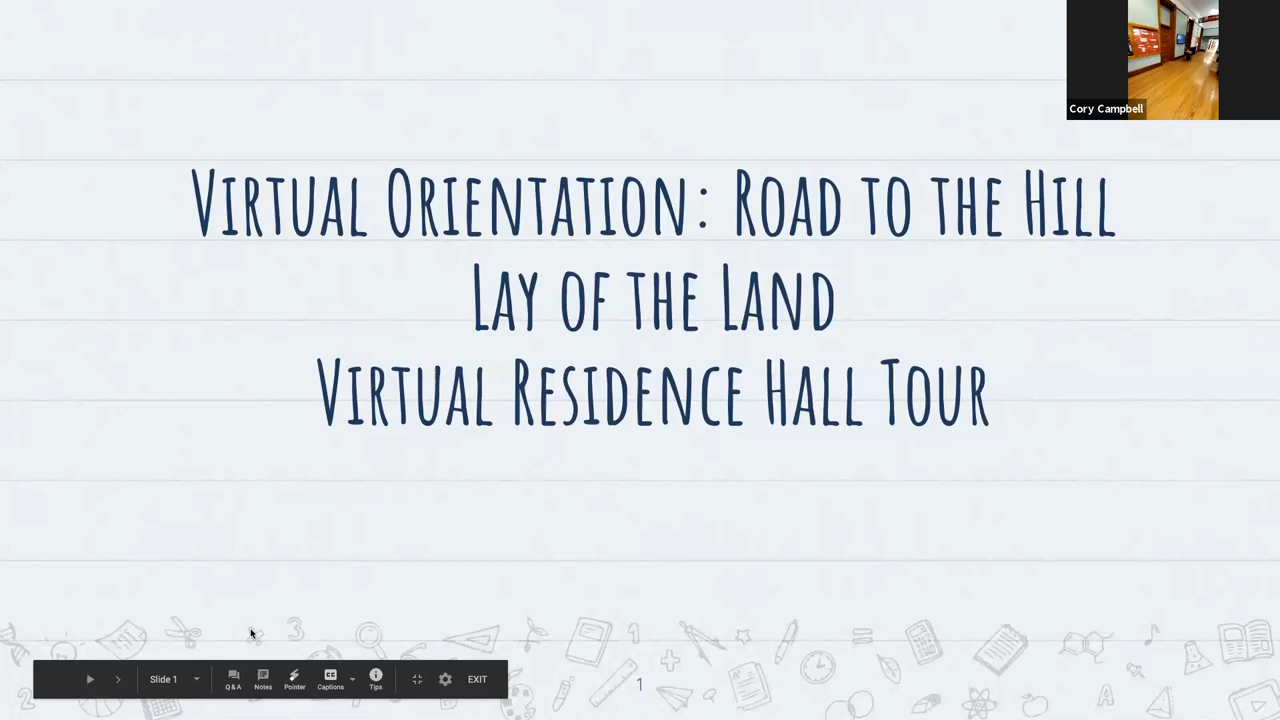 Cory Campbell
Virtual Orientation: Road to the Hill
Lay of the Land
Virtual Residence Hall Tour
Slide 1
Q&A
Notes
Pointer
Captions
Tips
EXIT
1